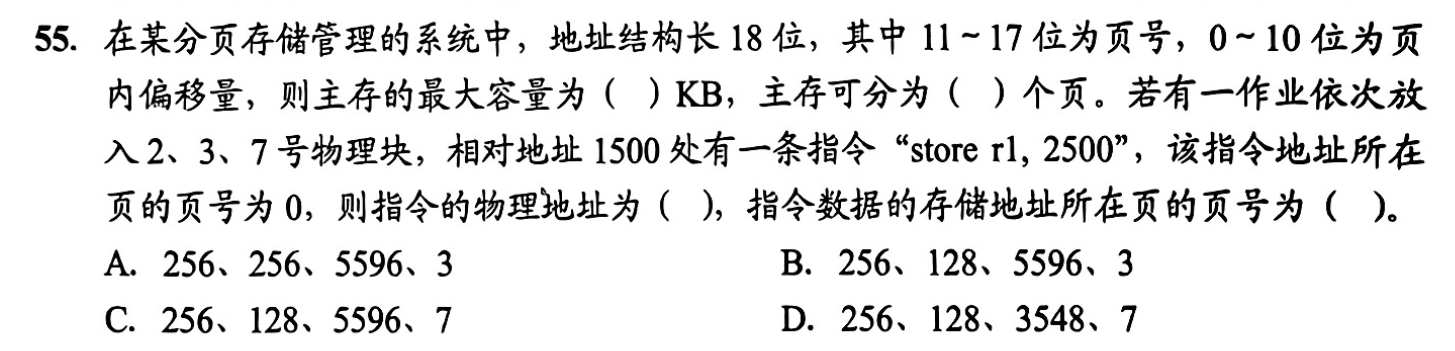 55. 在某分页存储管理的系统中，地址结构长 18 位，其中 11 ~ 17 位为页号，0 ~ 10 位为页
内偏移量，则主存的最大容量为（ ）KB，主存可分为（ ）个页。若有一作业依次放
入 2、3、7 号物理块，相对地址 1500 处有一条指令“store r1, 2500”，该指令地址所在
页的页号为 0，则指令的物理地址为（ ），指令数据的存储地址所在页的页号为（ ）。
A. 256、256、5596、3 B. 256、128、5596、3
C. 256、128、5596、7 D. 256、128、3548、7